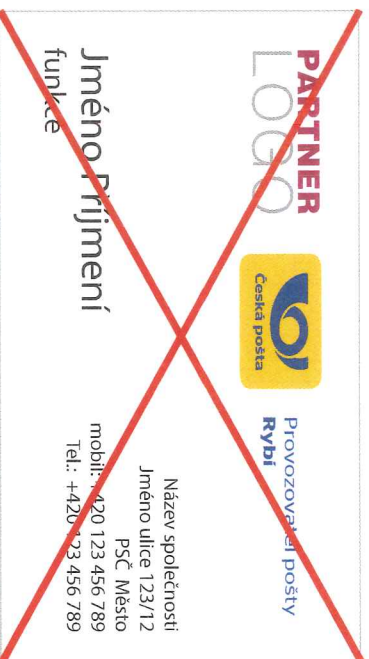 PARTNER
LOGO
Česká pošta
Provozovatel pošty
Rybí
Jméno Příjmení
funkce
Název společnosti
Jméno ulice 123/12
PSČ Město
mobil: +420 123 456 789
Tel.: +420 123 456 789